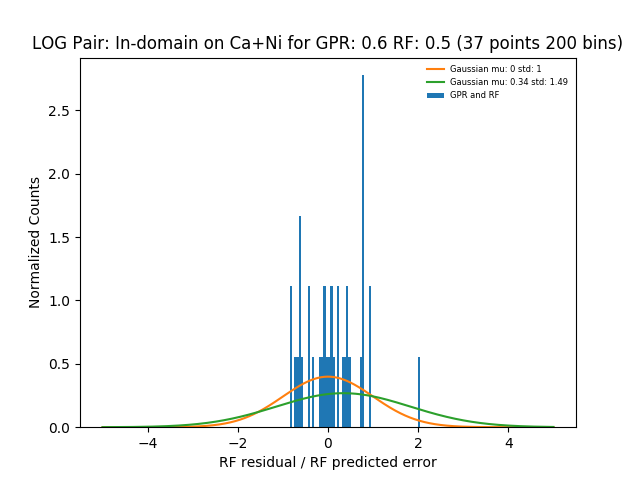 LOG Pair: In-domain on Ca+Ni for GPR: 0.6 RF: 0.5 (37 points 200 bins)
Gaussian mu: 0 std: 1
Gaussian mu: 0.34 std: 1.49
GPR and RF
Normalized Counts
2.5
2.0
1.5
1.0
0.5
0.0
−4
−2
0
2
4
RF residual / RF predicted error